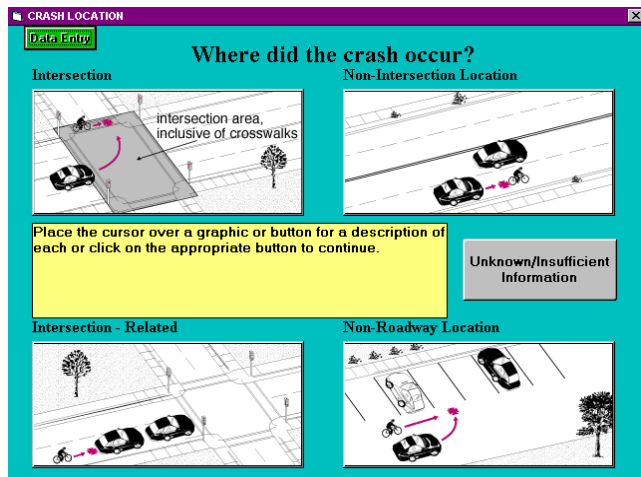 CRASH LOCATION
Data Entry
Where did the crash occur?
Intersection
Non-Intersection Location
intersection area,
inclusive of crosswalks
Place the cursor over a graphic or button for a description of
each or click on the appropriate button to continue.
Unknown/Insufficient
Information
Intersection - Related
Non-Roadway Location